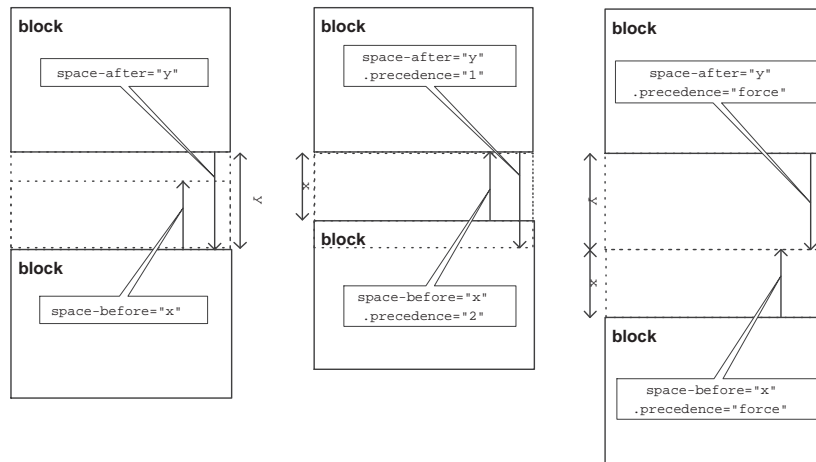 block
space-after="y"
Y
block
space-before="x"
block
space-after="y"
.precedence="1"
x
block
space-before="x"
.precedence="2"
block
space-after="y"
.precedence="force"
y
x
block
space-before="x"
.precedence="force"